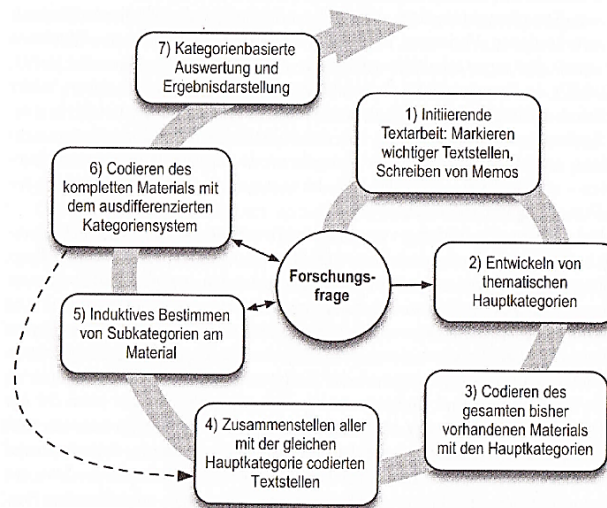 7) Kategorienbasierte
Auswertung und
Ergebnisdarstellung
1) Initiierende
Textarbeit: Markieren
wichtiger Textstellen,
Schreiben von Memos
6) Codieren des
kompletten Materials mit
dem ausdifferenzierten
Kategoriensystem
Forschungs-
frage
2) Entwickeln von
thematischen
Hauptkategorien
5) Induktives Bestimmen
von Subkategorien am
Material
3) Codieren des
gesamten bisher
vorhandenen Materials
mit den Hauptkategorien
4) Zusammenstellen aller
mit der gleichen
Hauptkategorie codierten
Textstellen